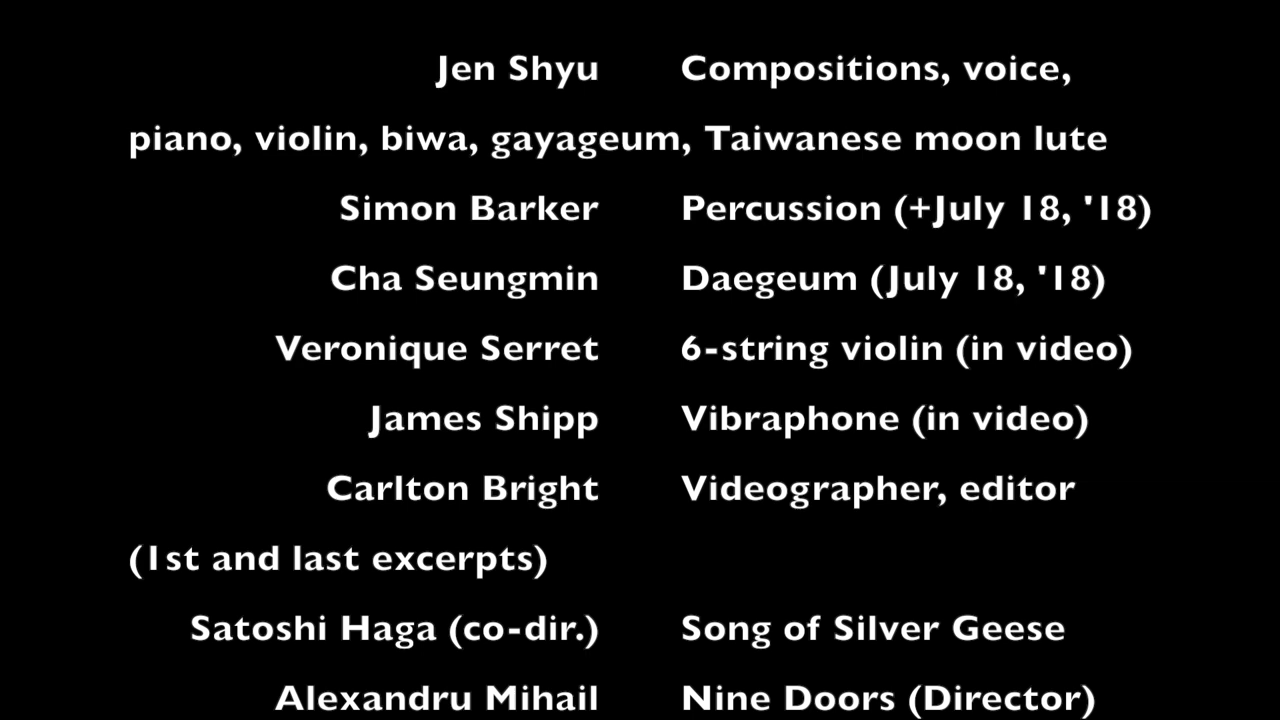 Jen Shyu Compositions, voice,
piano, violin, biwa, gayageum, Taiwanese moon lute
Simon Barker Percussion (+July 18, '18)
Cha Seungmin Daegeum (July 18, '18)
Veronique Serret 6-string violin (in video)
James Shipp Vibraphone (in video)
Carlton Bright Videographer, editor
(1st and last excerpts)
Satoshi Haga (co-dir.) Song of Silver Geese
Alexandru Mihail Nine Doors (Director)